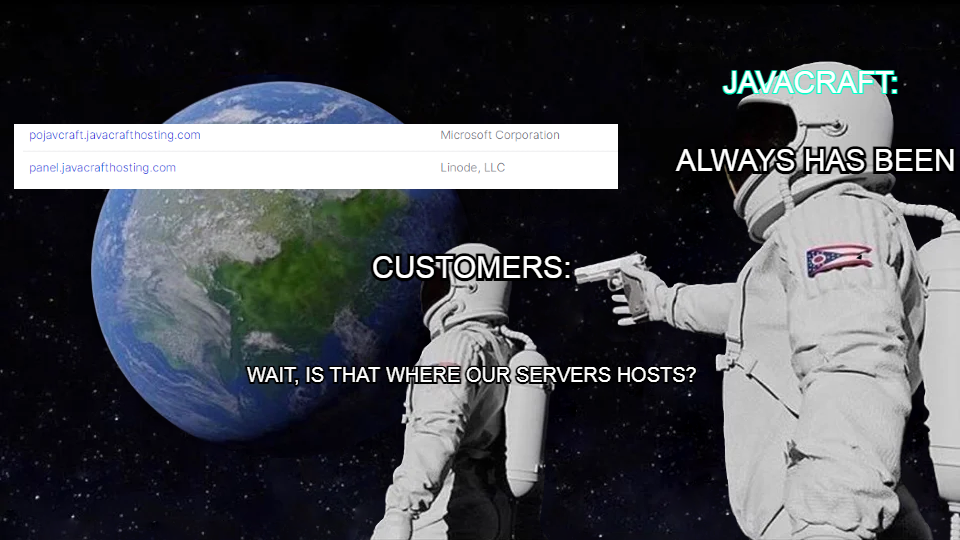 JAVACRAFT:
pojavcraft.javacrafthosting.com Microsoft Corporation
panel.javacrafthosting.com Linode, LLC
ALWAYS HAS BEEN
CUSTOMERS:
WAIT, IS THAT WHERE OUR SERVERS HOSTS?